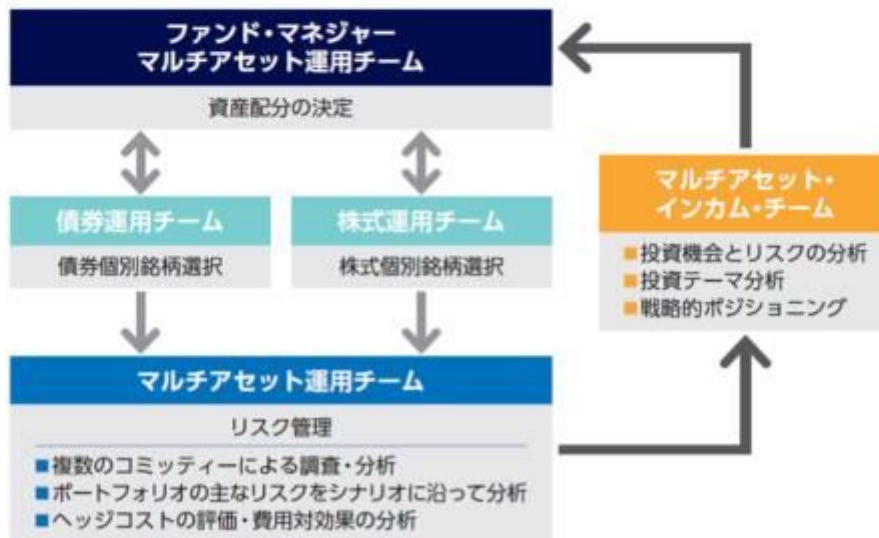 ファンド・マネジャー
マルチアセット運用チーム
資産配分の決定
債券運用チーム
債券個別銘柄選択
株式運用チーム
株式個別銘柄選択
マルチアセット運用チーム
リスク管理
■複数のコミッティーによる調査・分析
■ポートフォリオの主なリスクをシナリオに沿って分析
■ヘッジコストの評価・費用対効果の分析
マルチアセット・
インカム・チーム
■投資機会とリスクの分析
■投資テーマ分析
■戦略的ポジショニング